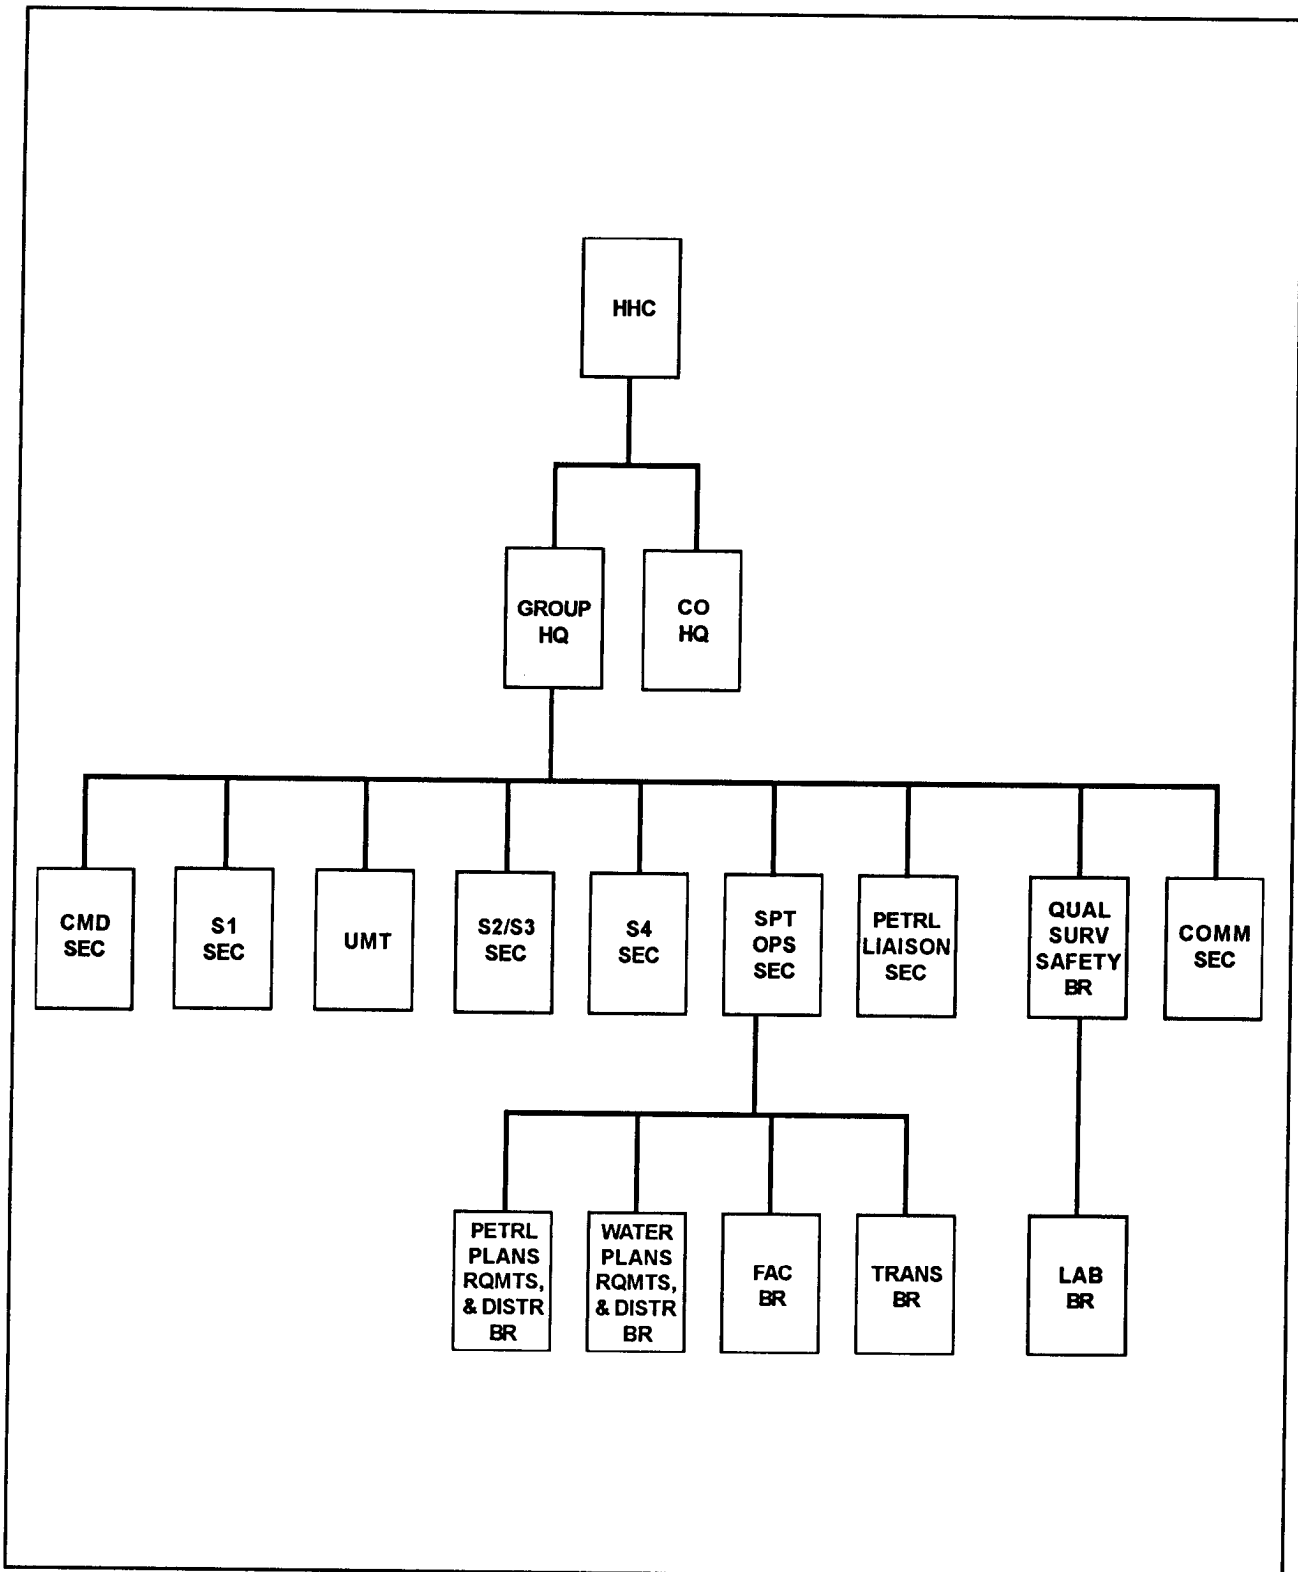 HHC
GROUP
HQ
CO
HQ
CMD
SEC
S1
SEC
UMT
S2/S3
SEC
S4
SEC
SPT
OPS
SEC
PETRL
LIAISON
SEC
QUAL
SURV
SAFETY
BR
COMM
SEC
PETRL
PLANS
RQMTS,
& DISTR
BR
WATER
PLANS
RQMTS,
& DISTR
BR
FAC
BR
TRANS
BR
LAB
BR